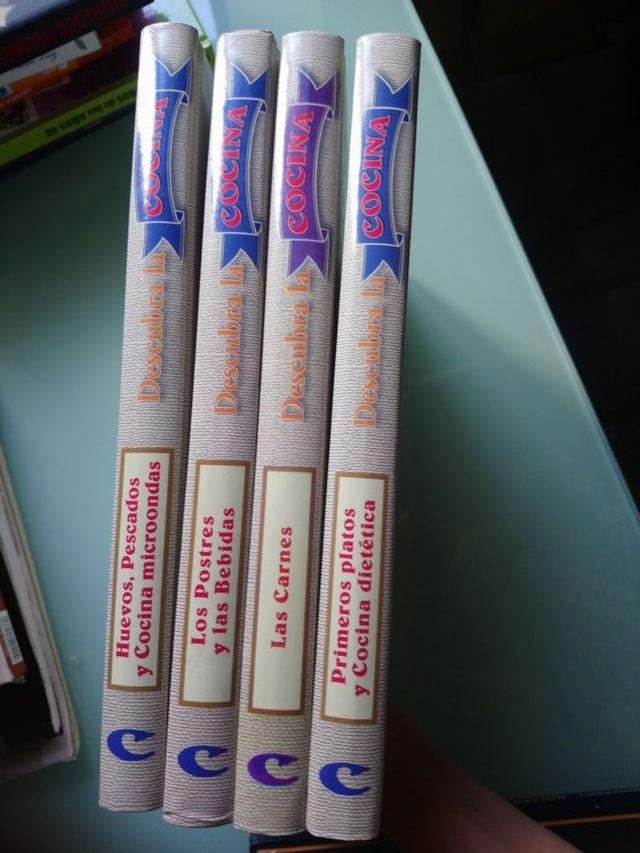 Descubra la COCINA
Huevos, Pescados
y Cocina microondas
C
Descubra la COCINA
Los Postres
y las Bebidas
C
Descubra la COCINA
Las Carnes
C
Descubra la COCINA
Primeros platos
y Cocina dietética
C